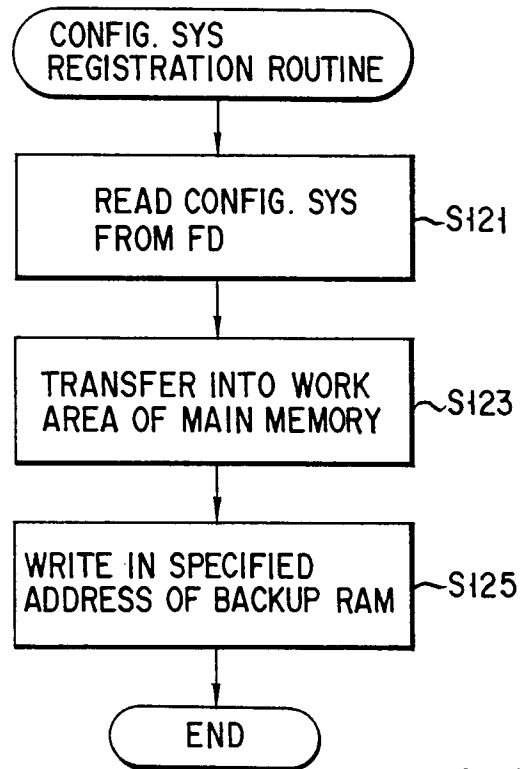 CONFIG. SYS
REGISTRATION ROUTINE
READ CONFIG. SYS
FROM FD
S121
TRANSFER INTO WORK
AREA OF MAIN MEMORY
S123
WRITE IN SPECIFIED
ADDRESS OF BACKUP RAM
S125
END